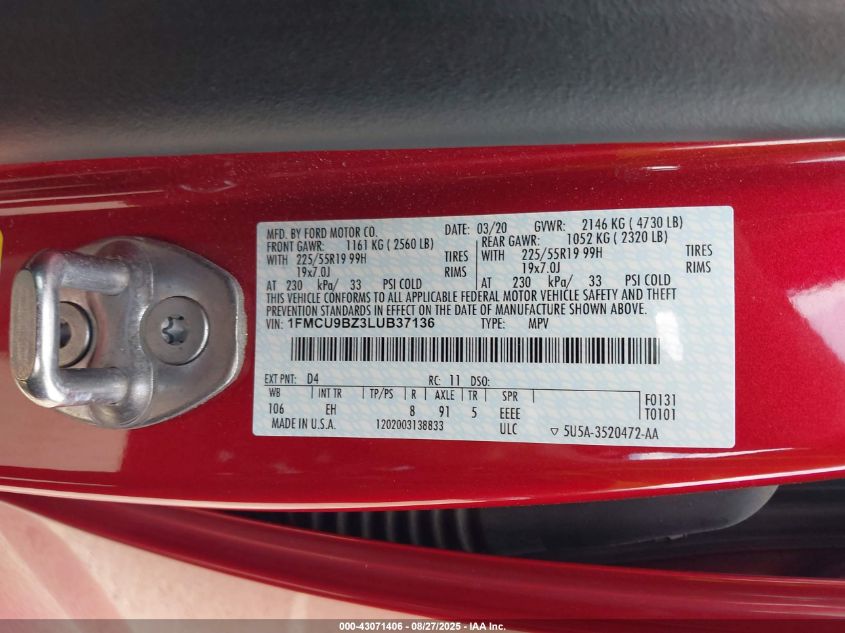 MFD. BY FORD MOTOR CO. DATE: 03/20 GVWR: 2146 KG ( 4730 LB)
FRONT GAWR: 1161 KG ( 2560 LB) REAR GAWR: 1052 KG ( 2320 LB)
WITH 225/55R19 99H TIRES WITH 225/55R19 99H TIRES
19x7.0J RIMS 19x7.0J RIMS
AT 230 kPa/ 33 PSI COLD AT 230 kPa/ 33 PSI COLD
THIS VEHICLE CONFORMS TO ALL APPLICABLE FEDERAL MOTOR VEHICLE SAFETY AND THEFT
PREVENTION STANDARDS IN EFFECT ON THE DATE OF MANUFACTURE SHOWN ABOVE.
VIN: 1FMCU9BZ3LUB37136 TYPE: MPV
EXT PNT: D4 RC: 11 DSO:
WB INT TR TP/PS R AXLE TR SPR F0131
106 EH 8 91 5 EEEE T0101
MADE IN U.S.A. 1202003138833 ULC ▽ 5U5A-3520472-AA
000-43071406 - 08/27/2025 - IAA Inc.